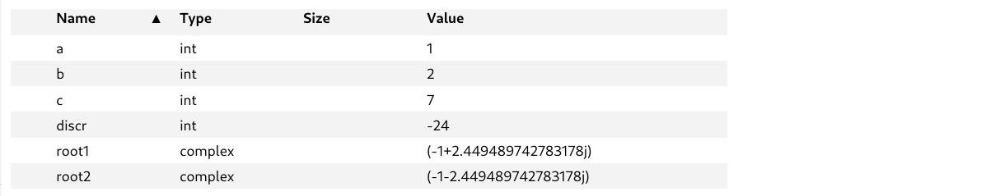 Name ▲ Type Size Value
a int 1
b int 2
c int 7
discr int -24
root1 complex (-1+2.449489742783178j)
root2 complex (-1-2.449489742783178j)